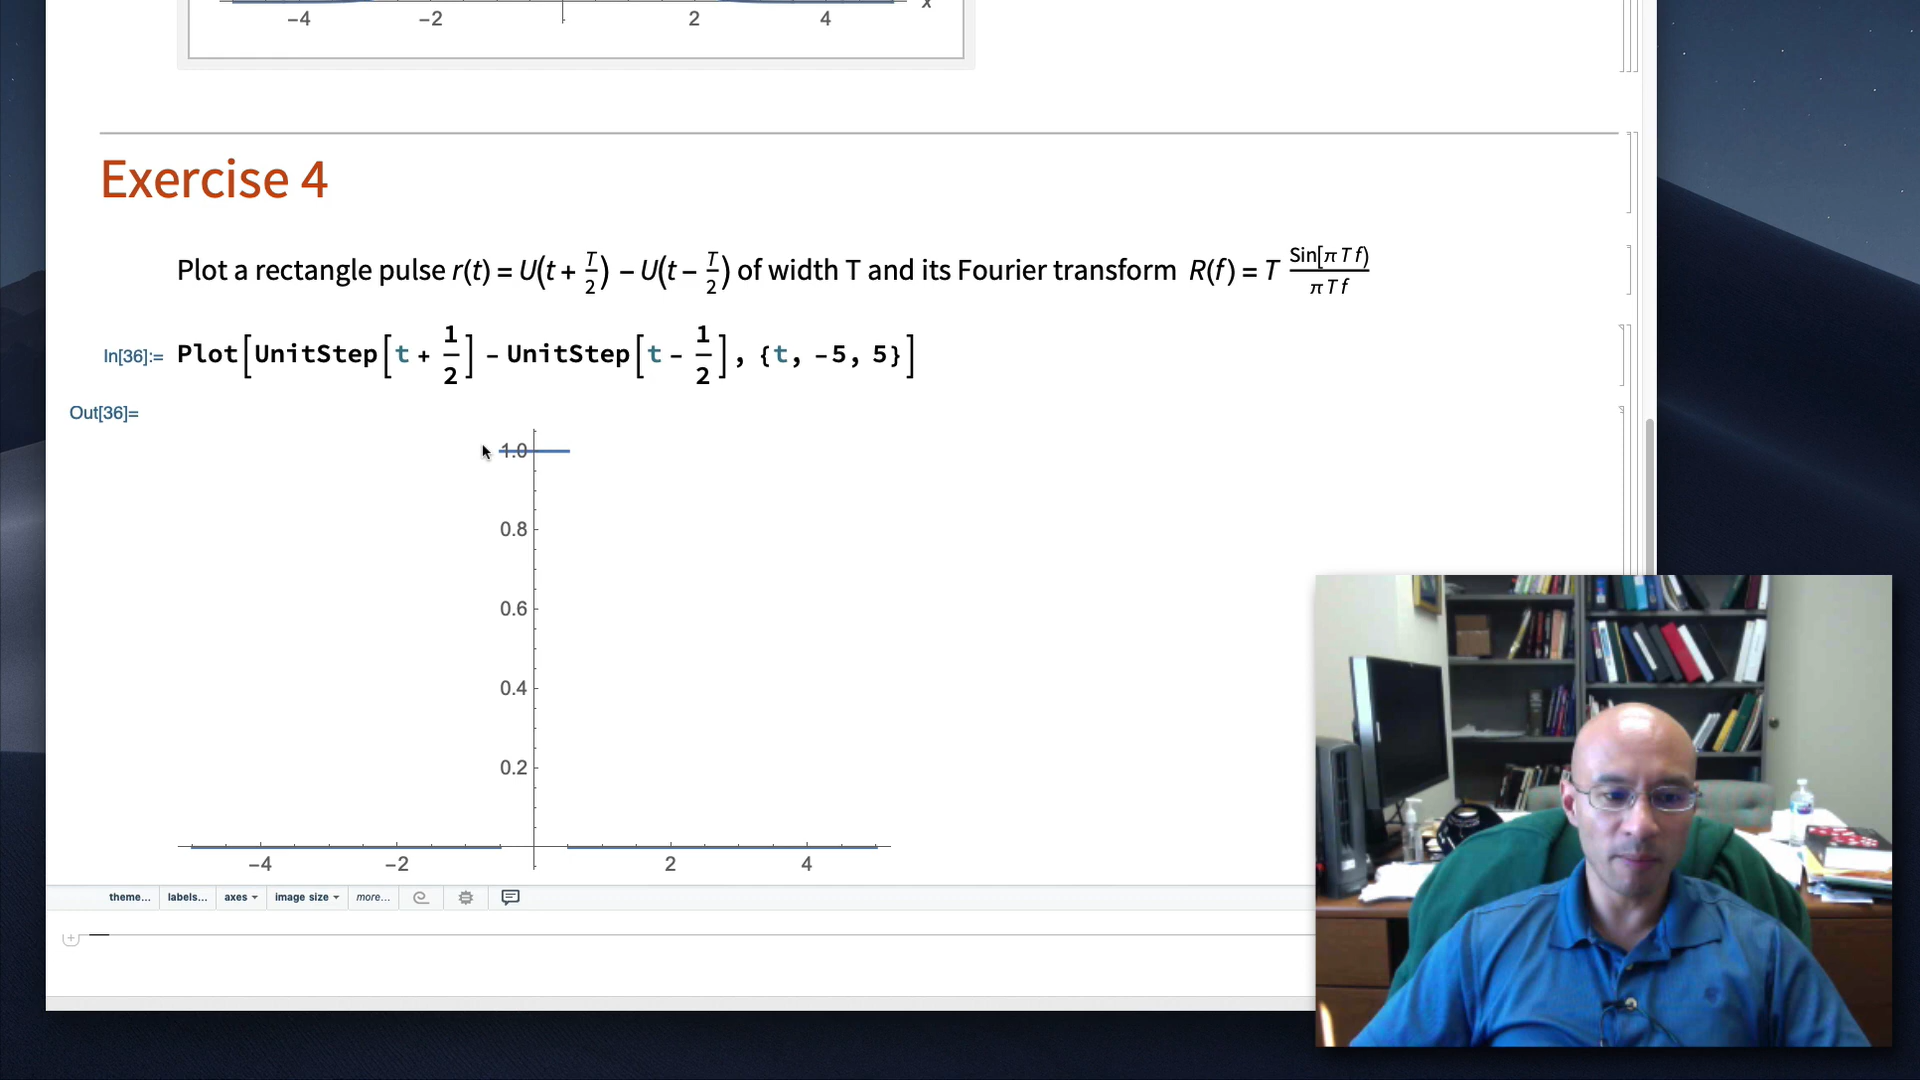 -4 -2 2 4 x
Exercise 4
Plot a rectangle pulse r(t) = U(t + T/2) – U(t – T/2) of width T and its Fourier transform R(f) = T Sin[π T f)/π T f
In[36]:= Plot[UnitStep[t + 1/2] – UnitStep[t – 1/2], {t, –5, 5}]
Out[36]=
1.0
0.8
0.6
0.4
0.2
-4 -2 2 4
theme... labels... axes image size more...